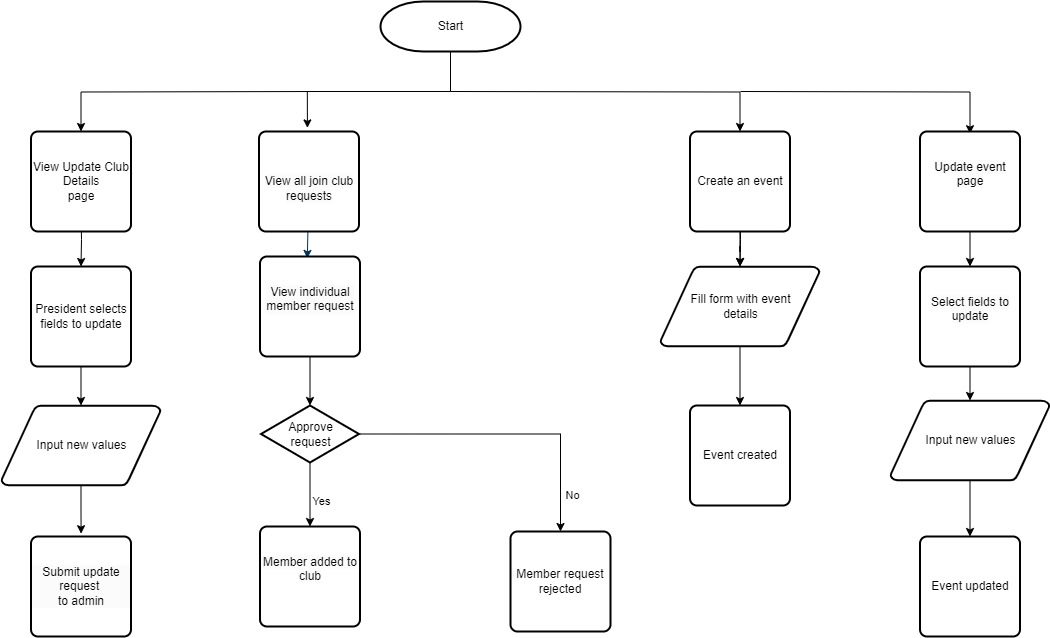 Start
View Update Club
Details
page
View all join club
requests
Create an event
Update event
page
President selects
fields to update
View individual
member request
Fill form with event
details
Select fields to
update
Input new values
Approve
request
Event created
Input new values
Yes
No
Submit update
request
to admin
Member added to
club
Member request
rejected
Event updated